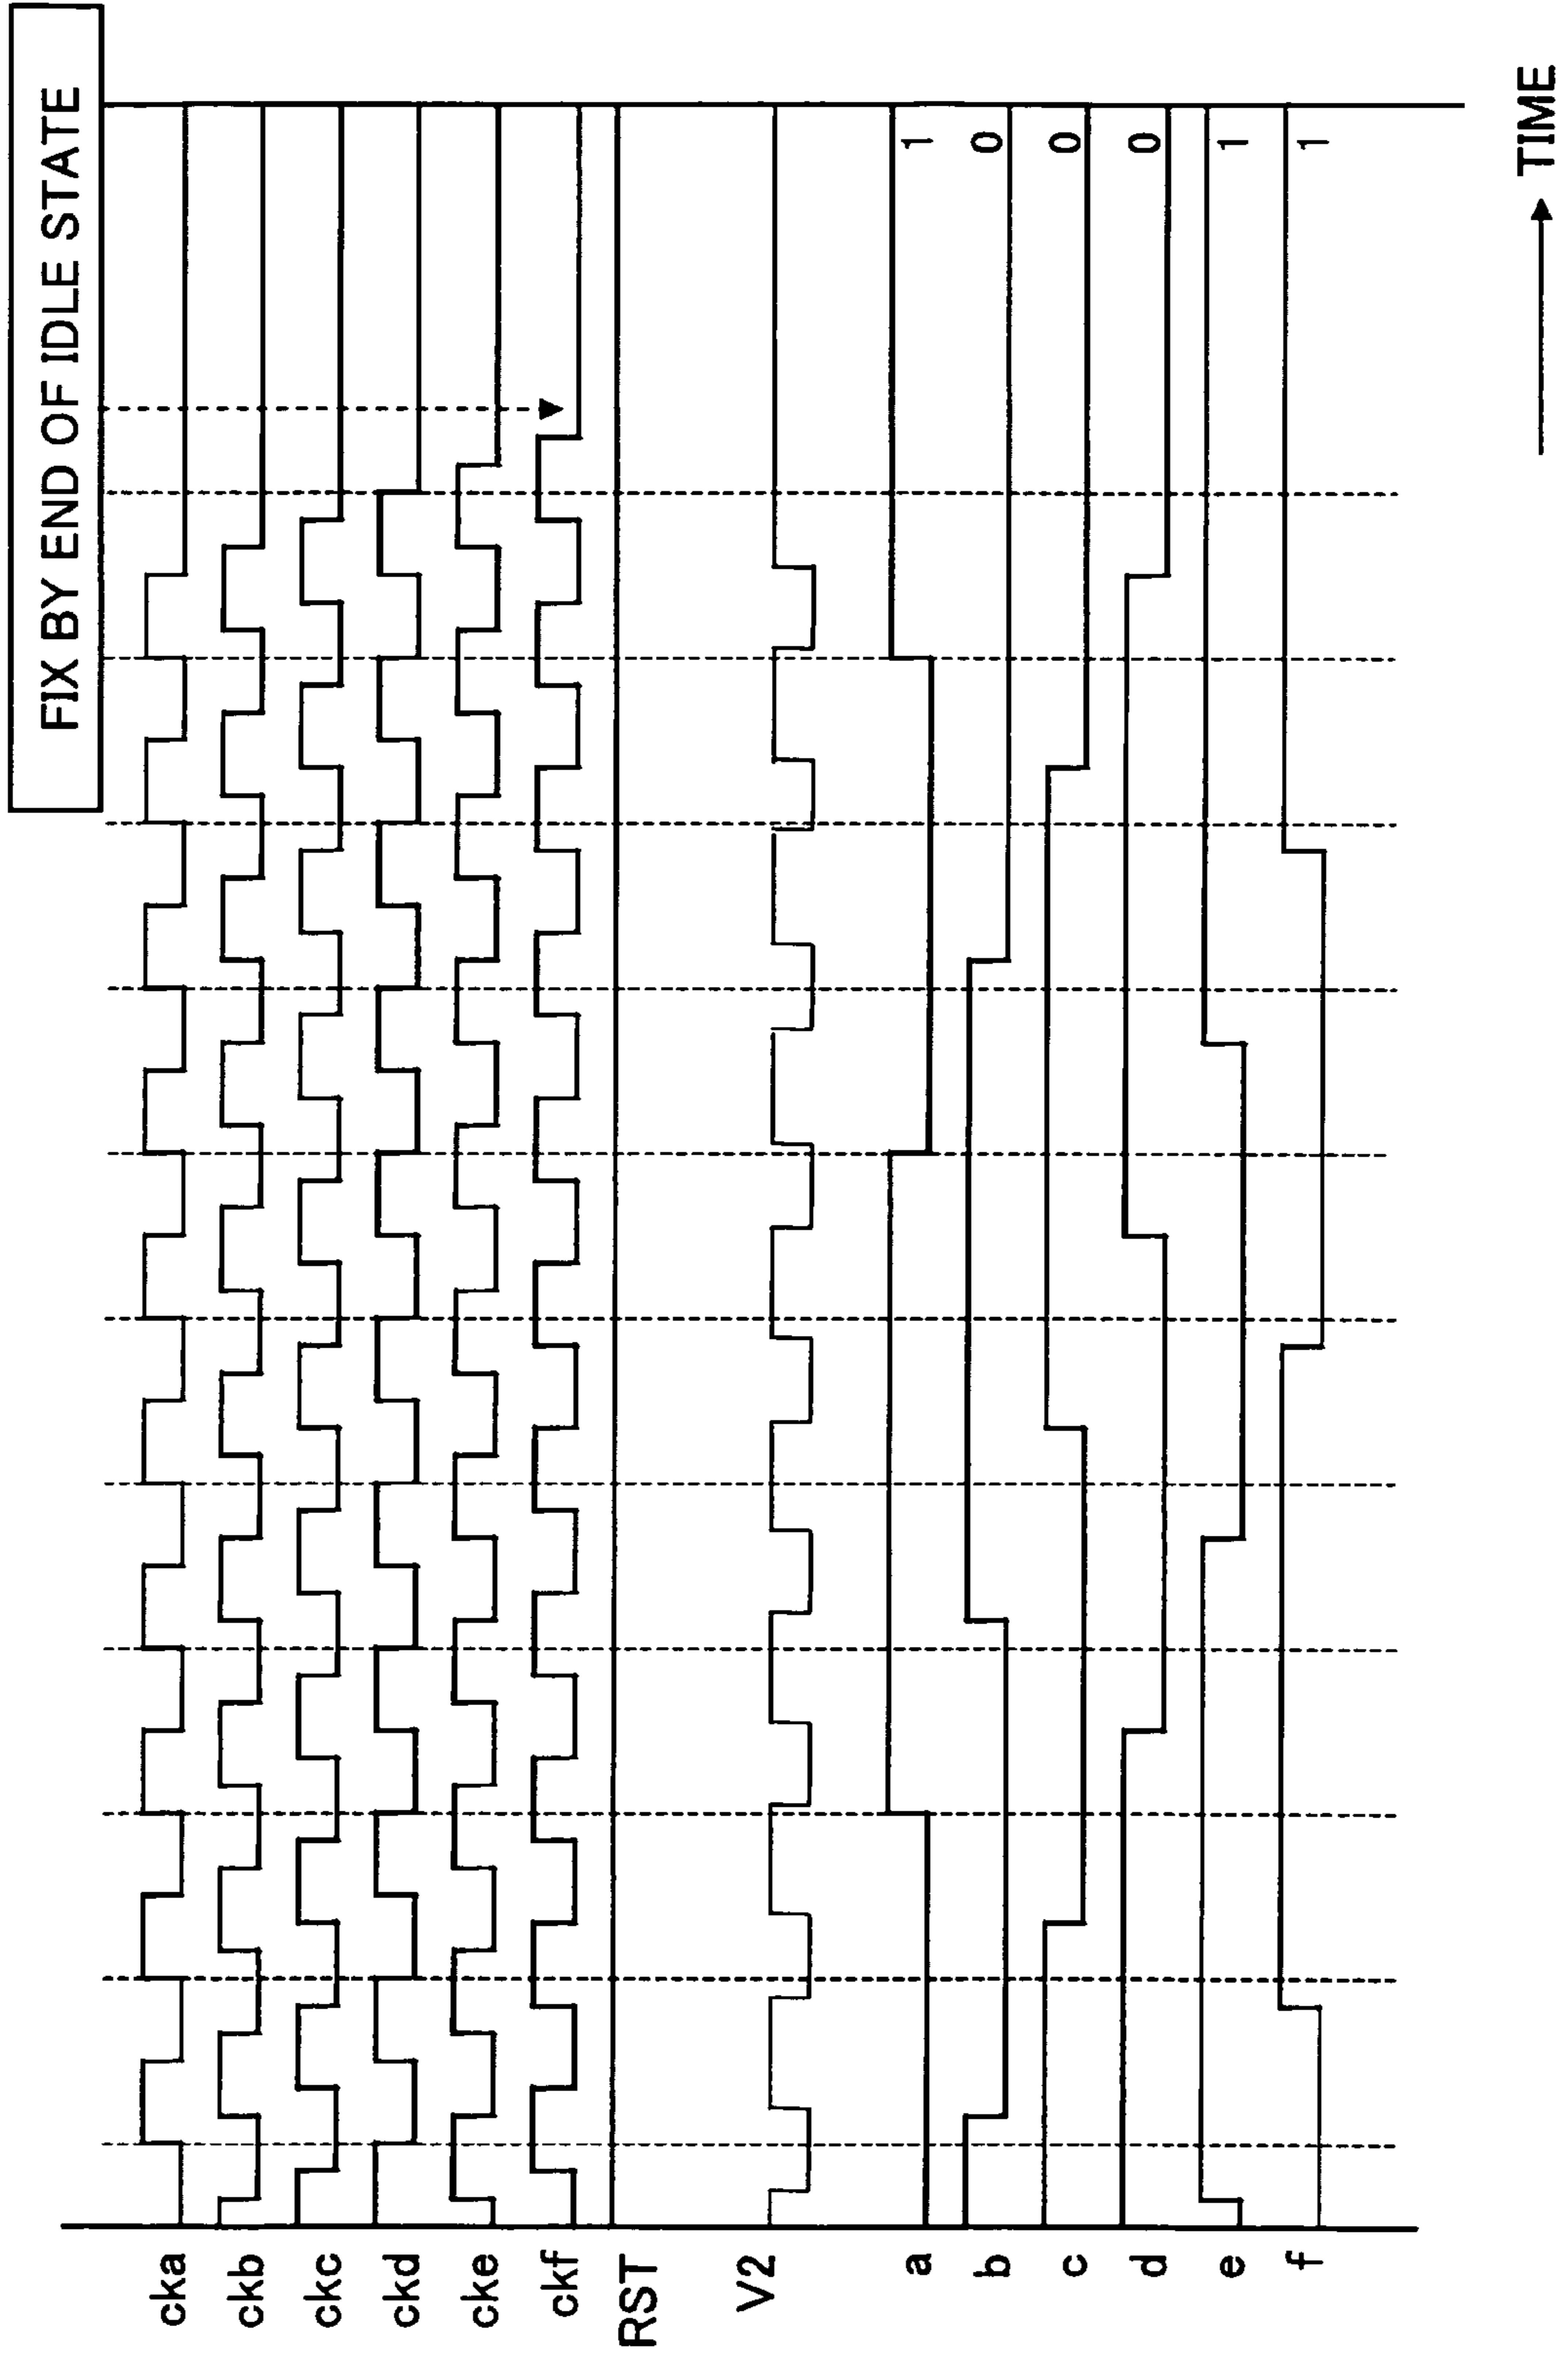 FIX BY END OF IDLE STATE
cka
ckb
ckc
ckd
cke
ckf
RST
V2
a 1
b 0
c 0
d 0
e 1
f 1
TIME